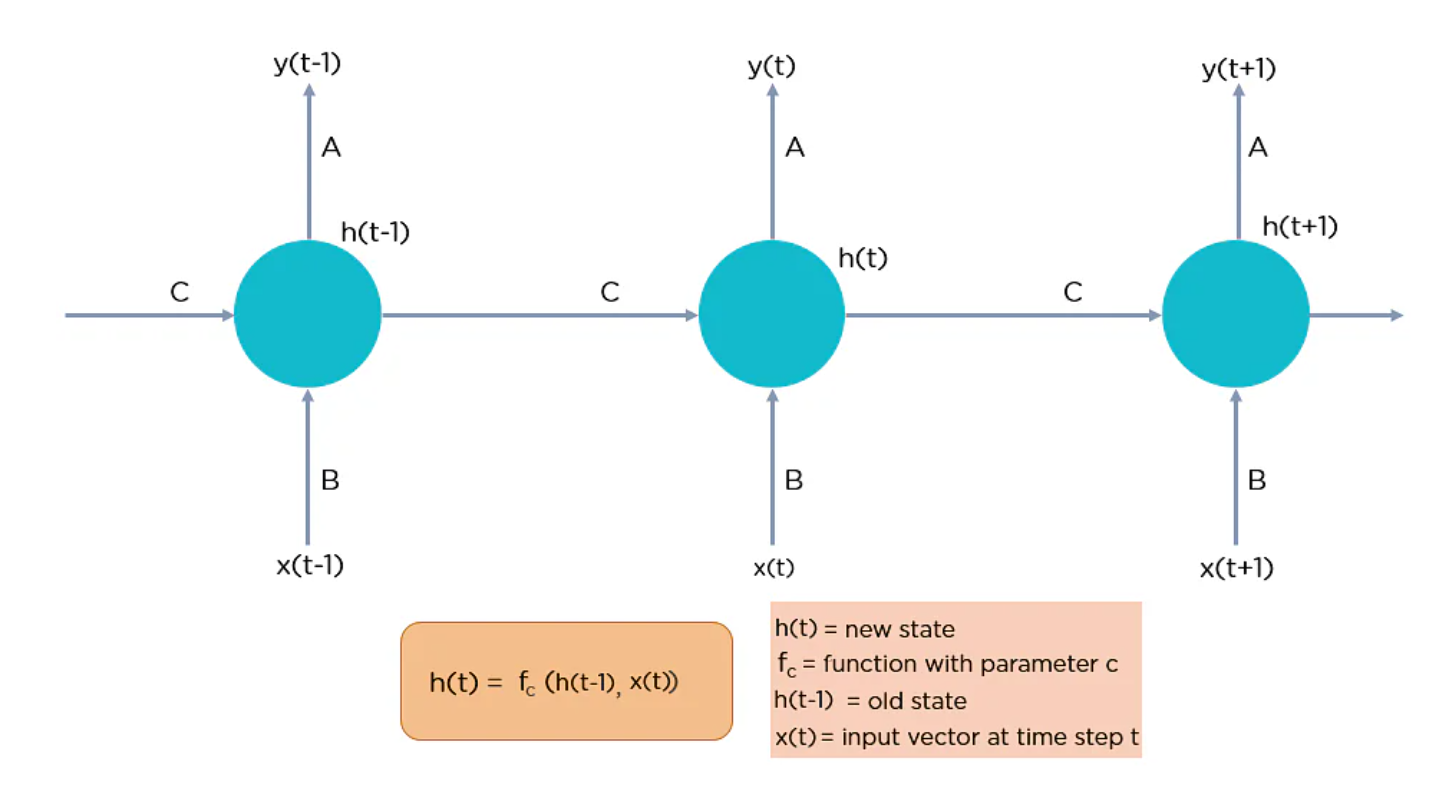 y(t-1) y(t) y(t+1)
A A A
h(t-1) h(t) h(t+1)
C C C
B B B
x(t-1) x(t) x(t+1)
h(t) = fc (h(t-1), x(t))
h(t) = new state
fc = function with parameter c
h(t-1) = old state
x(t) = input vector at time step t